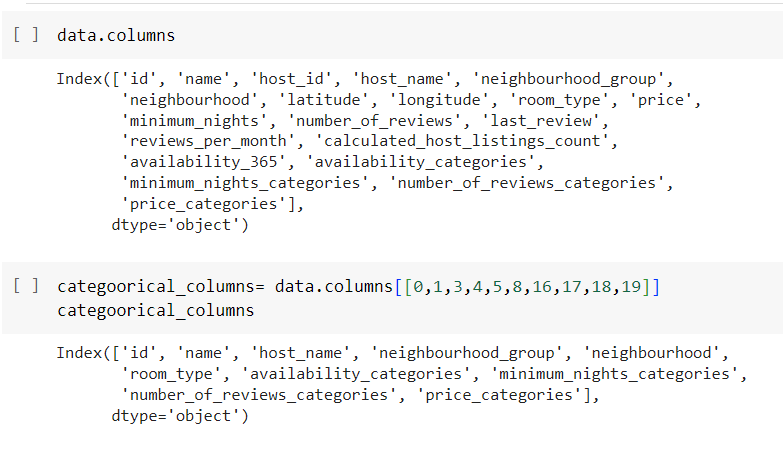 [ ] data.columns
Index(['id', 'name', 'host_id', 'host_name', 'neighbourhood_group',
'neighbourhood', 'latitude', 'longitude', 'room_type', 'price',
'minimum_nights', 'number_of_reviews', 'last_review',
'reviews_per_month', 'calculated_host_listings_count',
'availability_365', 'availability_categories',
'minimum_nights_categories', 'number_of_reviews_categories',
'price_categories'],
dtype='object')
[ ] categoorical_columns= data.columns[[0,1,3,4,5,8,16,17,18,19]]
categoorical_columns
Index(['id', 'name', 'host_name', 'neighbourhood_group', 'neighbourhood',
'room_type', 'availability_categories', 'minimum_nights_categories',
'number_of_reviews_categories', 'price_categories'],
dtype='object')